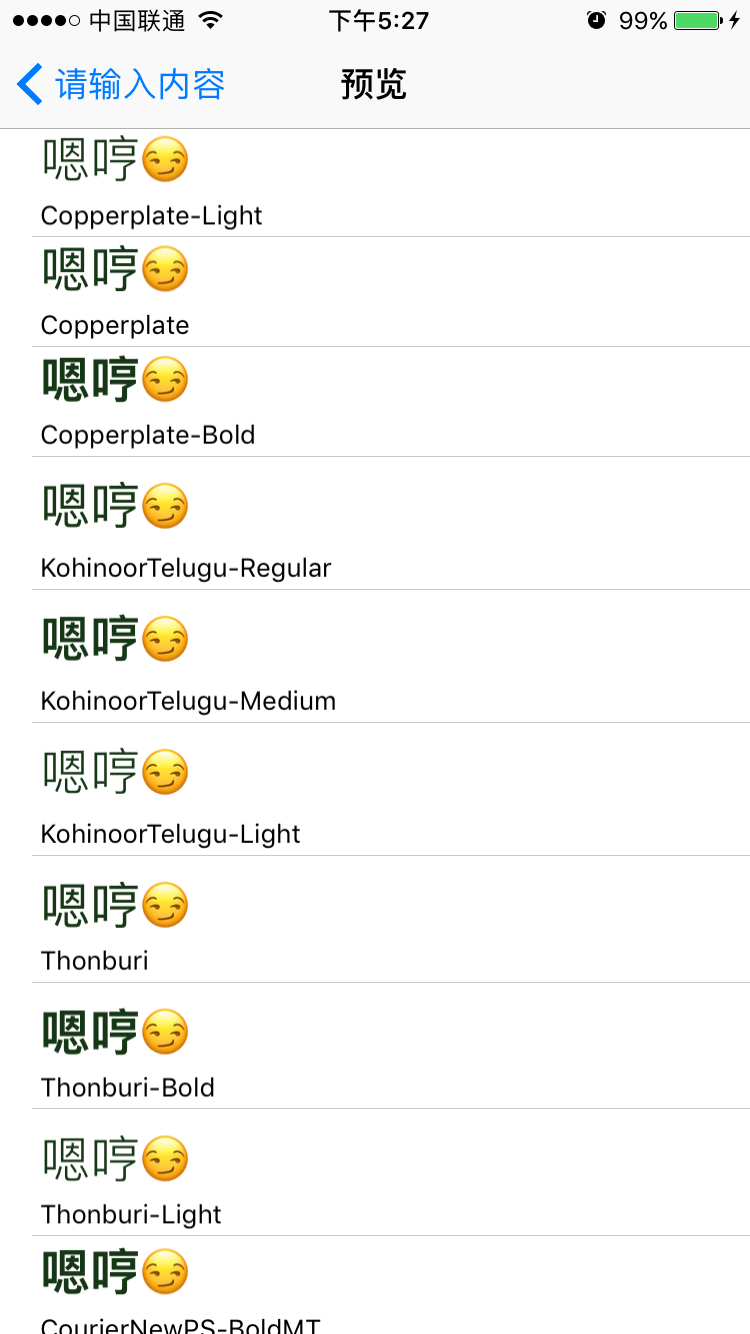 中国联通 下午5:27 99%
请输入内容 预览
嗯哼😏
Copperplate-Light
嗯哼😏
Copperplate
嗯哼😏
Copperplate-Bold
嗯哼😏
KohinoorTelugu-Regular
嗯哼😏
KohinoorTelugu-Medium
嗯哼😏
KohinoorTelugu-Light
嗯哼😏
Thonburi
嗯哼😏
Thonburi-Bold
嗯哼😏
Thonburi-Light
嗯哼😏
CourierNewPS-BoldMT